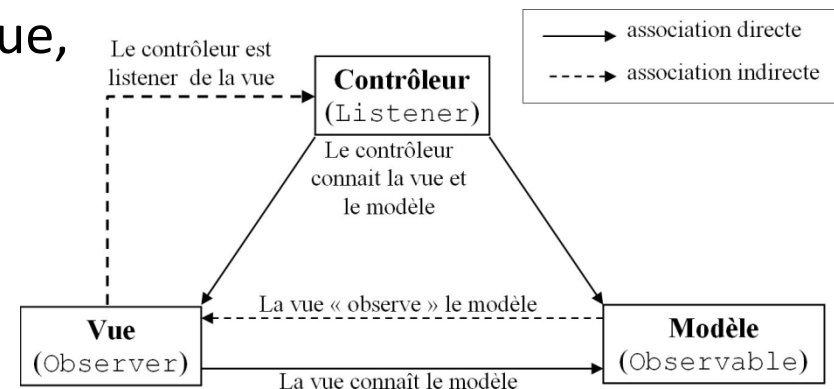 ue,
Le contrôleur est
listener de la vue
Contrôleur
(Listener)
association directe
association indirecte
Le contrôleur
connait la vue et
le modèle
La vue « observe » le modèle
Vue
(Observer)
Modèle
(Observable)
La vue connaît le modèle